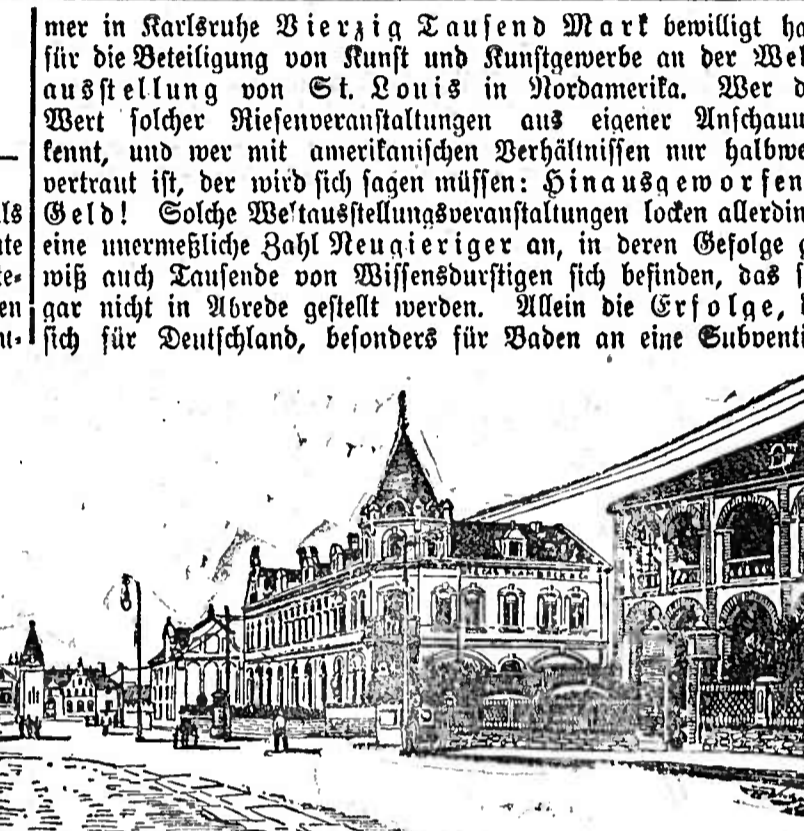 mer in Karlsruhe Vierzig Tausend Mark bewilligt ha
für die Beteiligung von Kunst und Kunstgewerbe an der Wel
ausstellung von St. Louis in Nordamerika. Wer d
Wert solcher Riesenveranstaltungen aus eigener Anschauu
kennt, und wer mit amerikanischen Verhältnissen nur halbwe
vertraut ist, der wird sich sagen müssen: Hinausgeworfen
Geld! Solche Weltausstellungsveranstaltungen locken allerdin
eine unermeßliche Zahl Neugieriger an, in deren Gefolge g
wiß auch Tausende von Wissensdurstigen sich befinden, das s
gar nicht in Abrede gestellt werden. Allein die Erfolge,
sich für Deutschland, besonders für Baden an eine Subventi